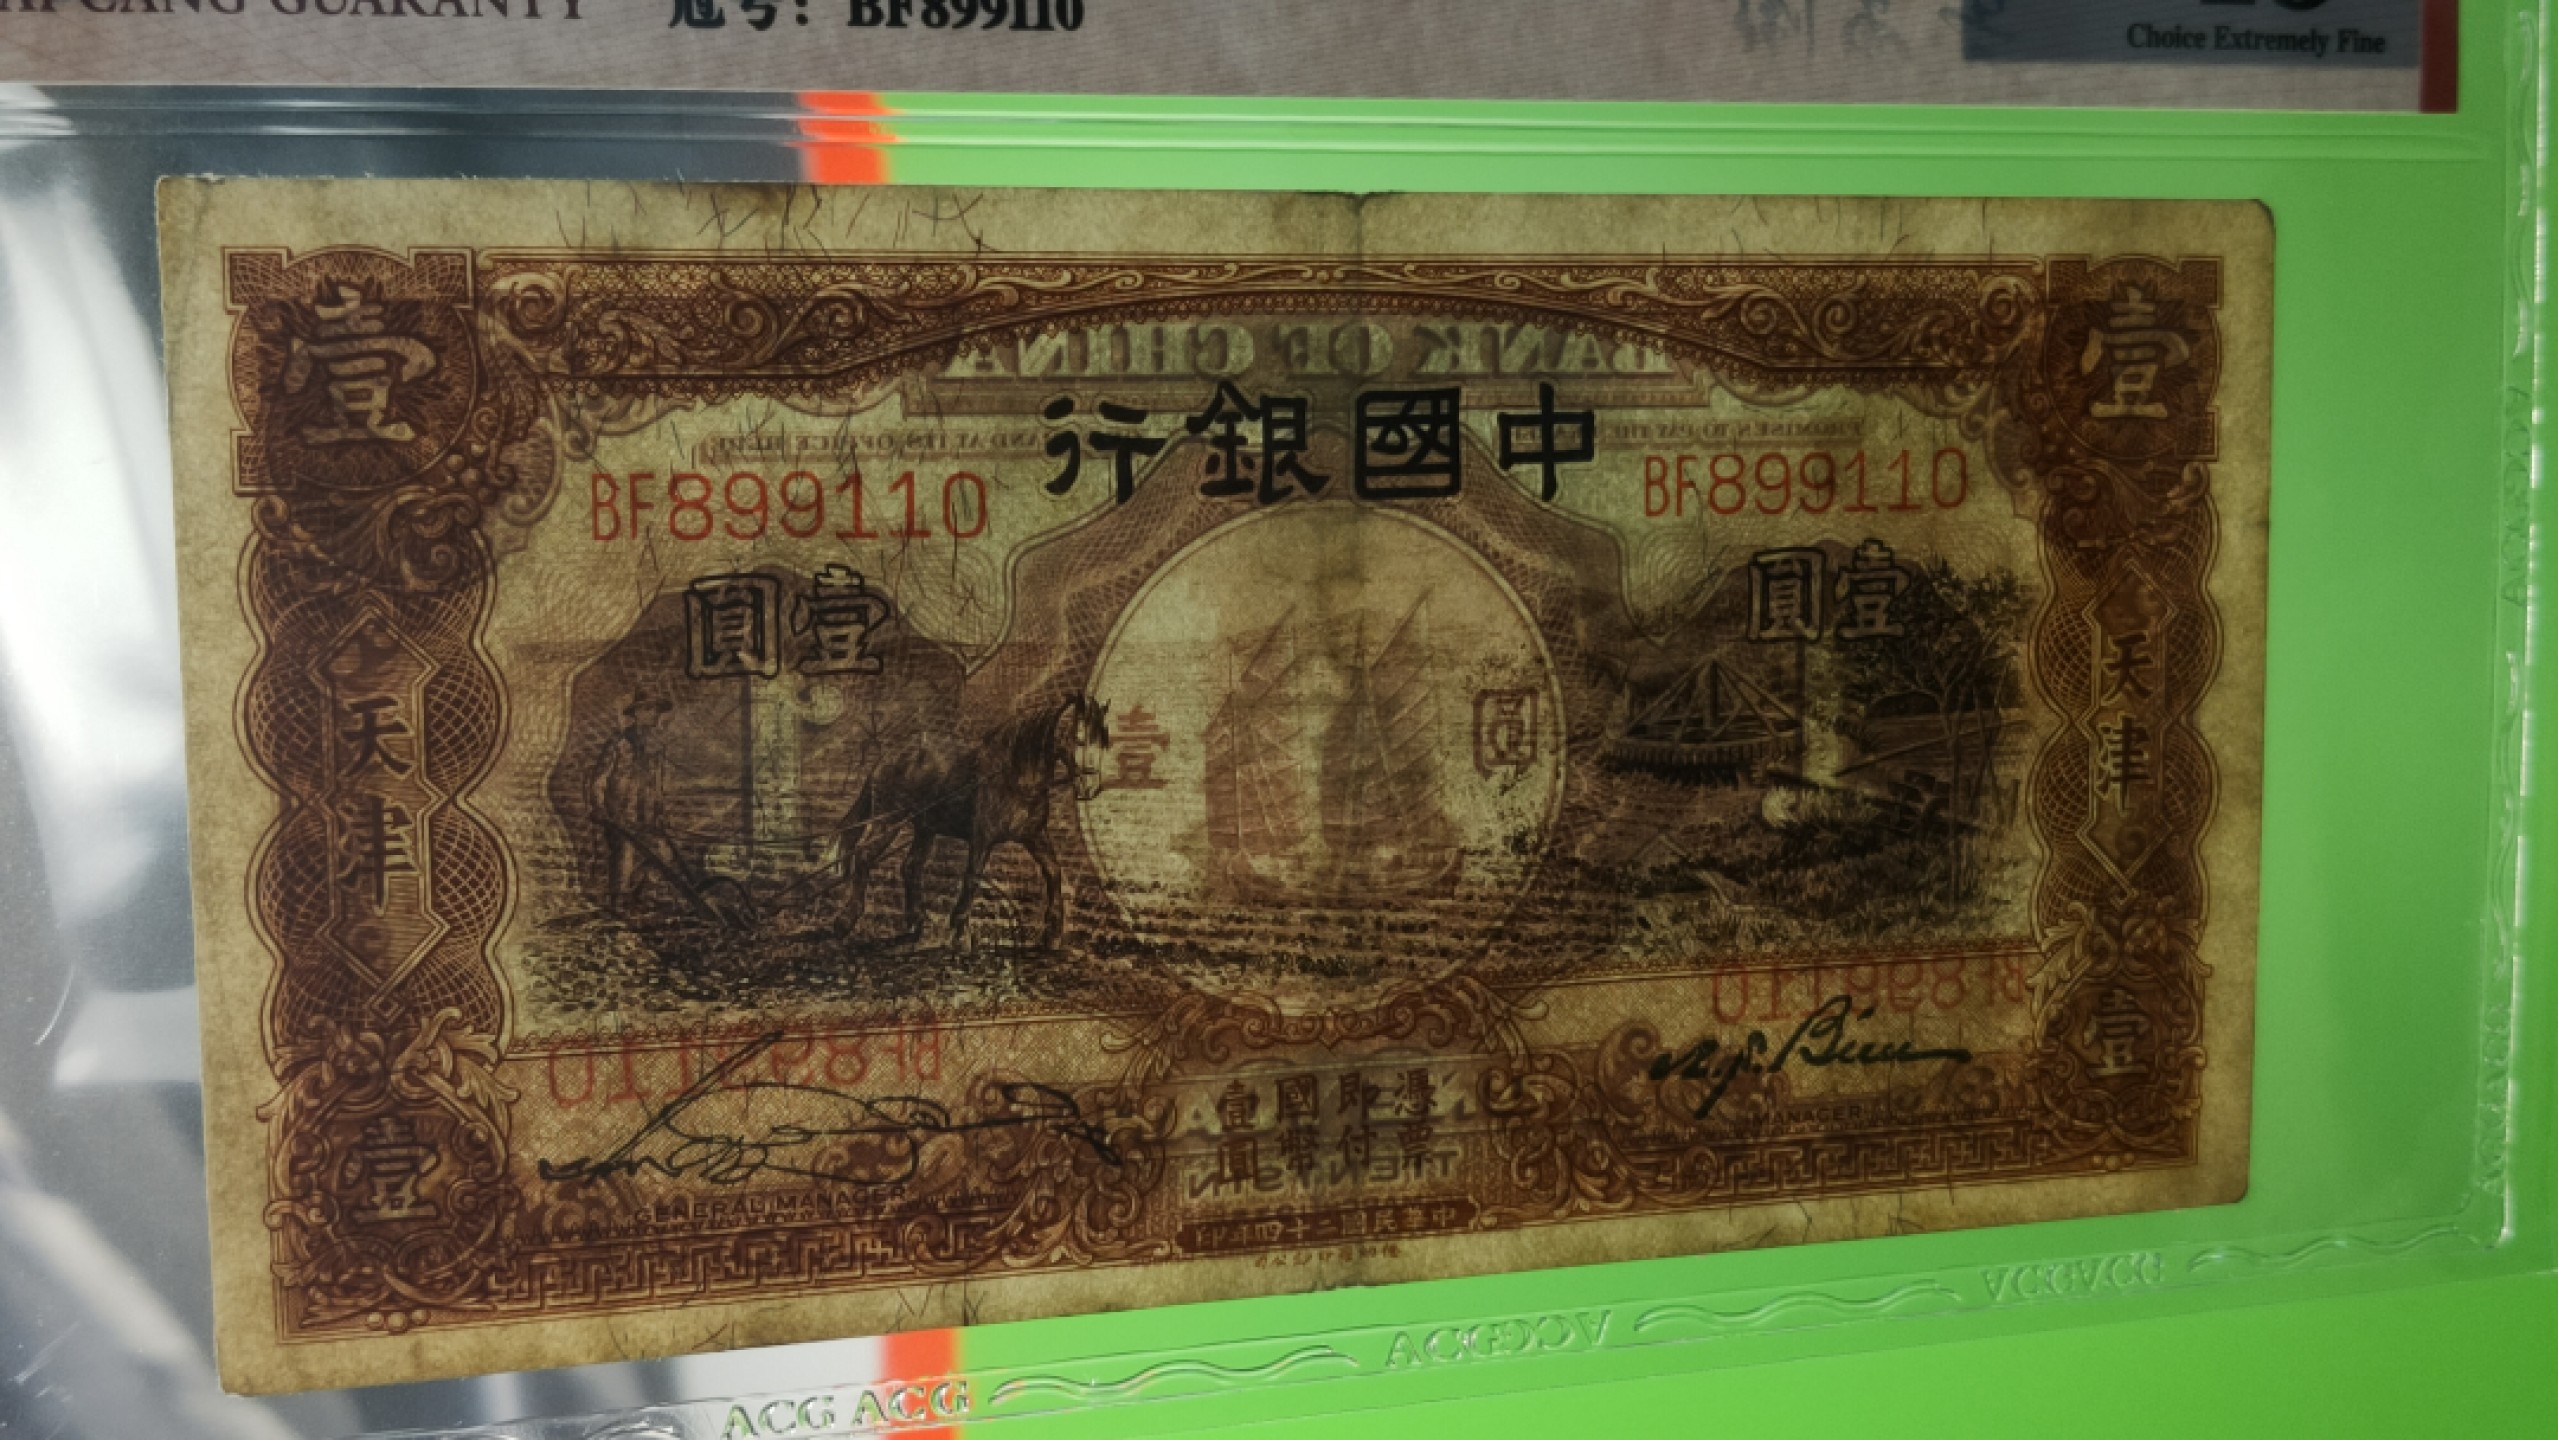 GUARANTY 冠号：BF899110
Choice Extremely Fine
壹 壹
BANK OF CHINA
行銀國中
BF899110 BF899110
圓壹 圓壹
壹 圓
天津 天津
BF899110 BF899110
憑票
即付
國幣
壹圓
TIENTSIN
GENERAL MANAGER
MANAGER
壹 壹
印年四十二國民華中
ACG ACG ACGACG ACGACG